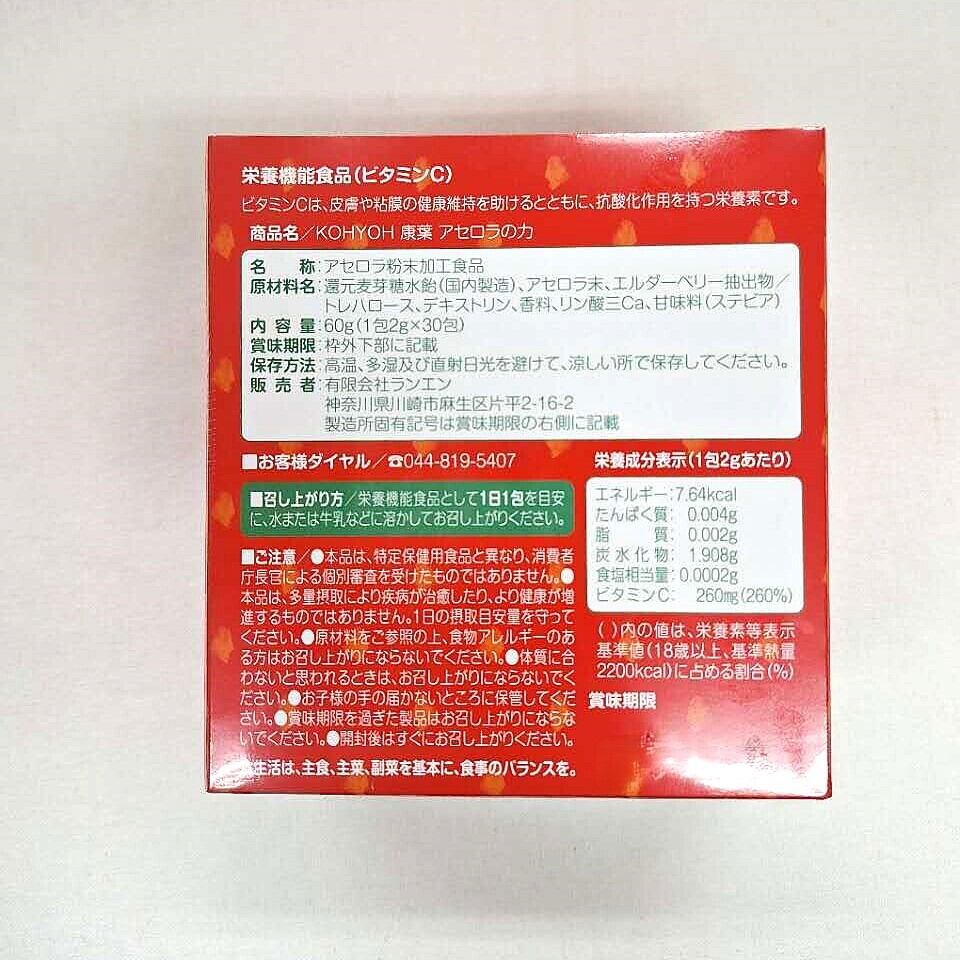 栄養機能食品(ビタミンC)
ビタミンCは、皮膚や粘膜の健康維持を助けるとともに、抗酸化作用を持つ栄養素です。
商品名/KOHYOH 康葉 アセロラの力
名 称:アセロラ粉末加工食品
原材料名:還元麦芽糖水飴(国内製造)、アセロラ末、エルダーベリー抽出物/
トレハロース、デキストリン、香料、リン酸三Ca、甘味料(ステビア)
内 容 量:60g(1包2g×30包)
賞味期限:枠外下部に記載
保存方法:高温、多湿及び直射日光を避けて、涼しい所で保存してください。
販 売 者:有限会社ランエン
神奈川県川崎市麻生区片平2-16-2
製造所固有記号は賞味期限の右側に記載
■お客様ダイヤル/☎044-819-5407
■召し上がり方/栄養機能食品として1日1包を目安
に、水または牛乳などに溶かしてお召し上がりください。
■ご注意/●本品は、特定保健用食品と異なり、消費者
庁長官による個別審査を受けたものではありません。●
本品は、多量摂取により疾病が治癒したり、より健康が増
進するものではありません。1日の摂取目安量を守って
ください。●原材料をご参照の上、食物アレルギーのあ
る方はお召し上がりにならないでください。●体質に合
わないと思われるときは、お召し上がりにならないでく
ださい。●お子様の手の届かないところに保管してくだ
さい。●賞味期限を過ぎた製品はお召し上がりにならな
いでください。●開封後はすぐにお召し上がりください。
生活は、主食、主菜、副菜を基本に、食事のバランスを。
栄養成分表示(1包2gあたり)
エネルギー:7.64kcal
たんぱく質: 0.004g
脂 質: 0.002g
炭 水 化 物: 1.908g
食塩相当量:0.0002g
ビタミンC: 260mg(260%)
( )内の値は、栄養素等表示
基準値(18歳以上、基準熱量
2200kcal)に占める割合(%)
賞味期限